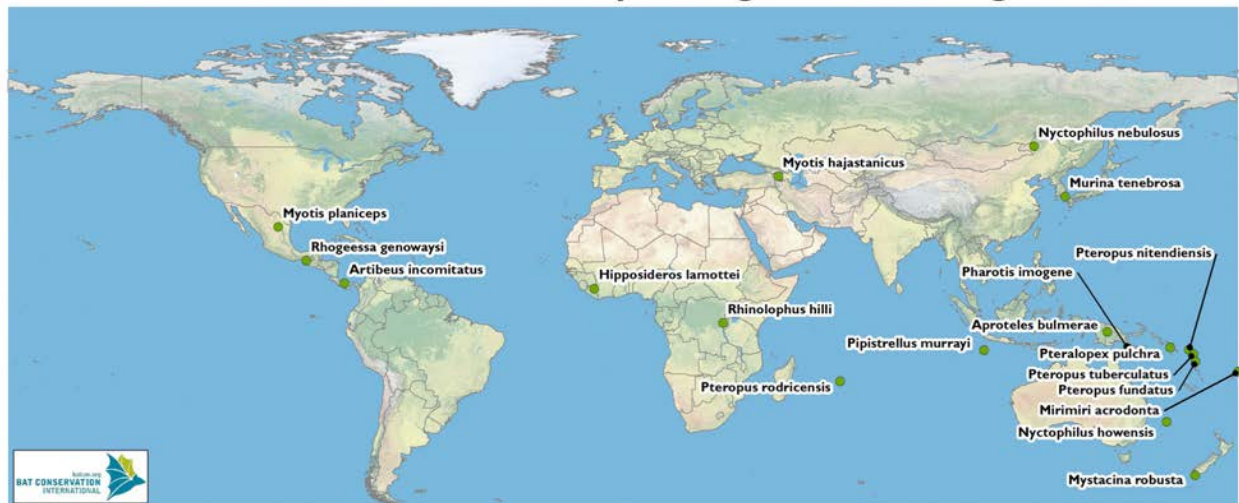 Nyctophilus nebulosus
Myotis hajastanicus
Murina tenebrosa
Myotis planiceps
Rhogeessa genowaysi
Pteropus nitendiensis
Artibeus incomitatus
Hipposideros lamottei
Pharotis imogene
Rhinolophus hilli
Aproteles bulmerae
Pipistrellus murrayi
Pteralopex pulchra
Pteropus tuberculatus
Pteropus rodricensis
Pteropus fundatus
Mirimiri acrodonta
Nyctophilus howensis
Mystacina robusta
batcon.org
BAT CONSERVATION
INTERNATIONAL